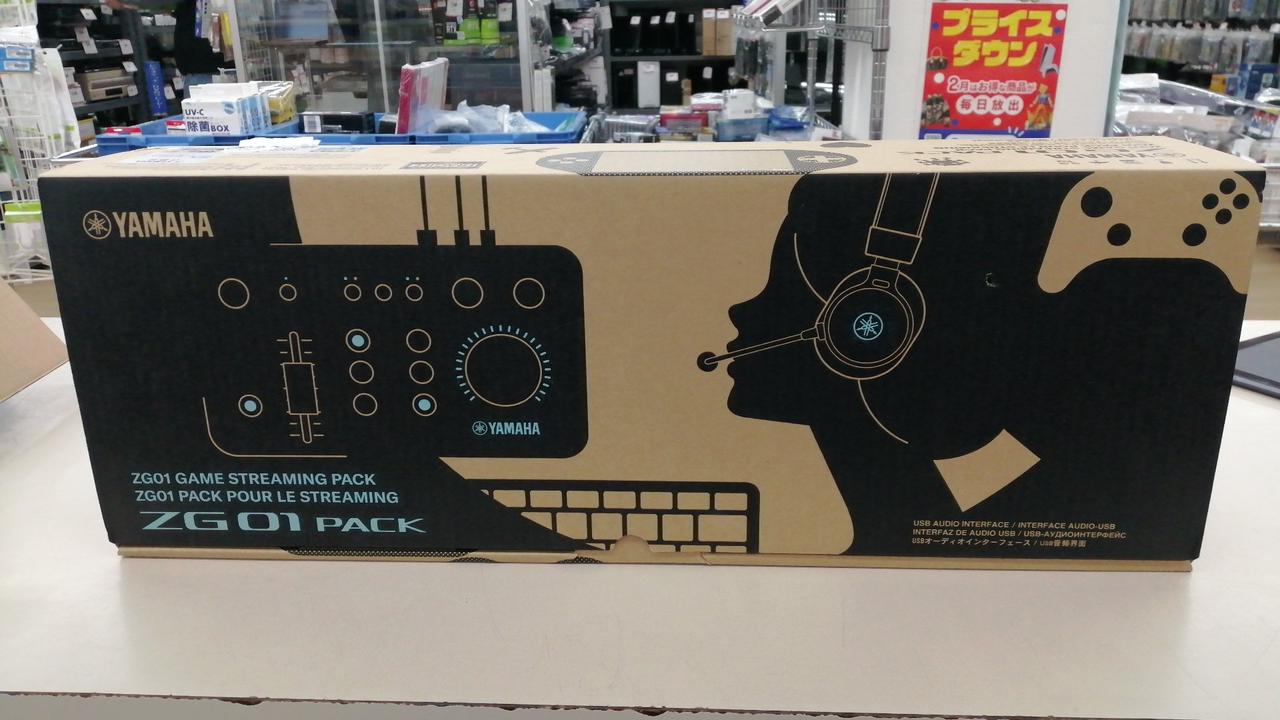 プライス
ダウン
2月はお得な商品が
毎日放出
UV-C
除菌BOX
YAMAHA
YAMAHA
ZG01 GAME STREAMING PACK
ZG01 PACK POUR LE STREAMING
ZG01 PACK
USB AUDIO INTERFACE / INTERFACE AUDIO-USB
INTERFAZ DE AUDIO USB / USB-АУДИОИНТЕРФЕЙС
USBオーディオインターフェース / USB音频界面